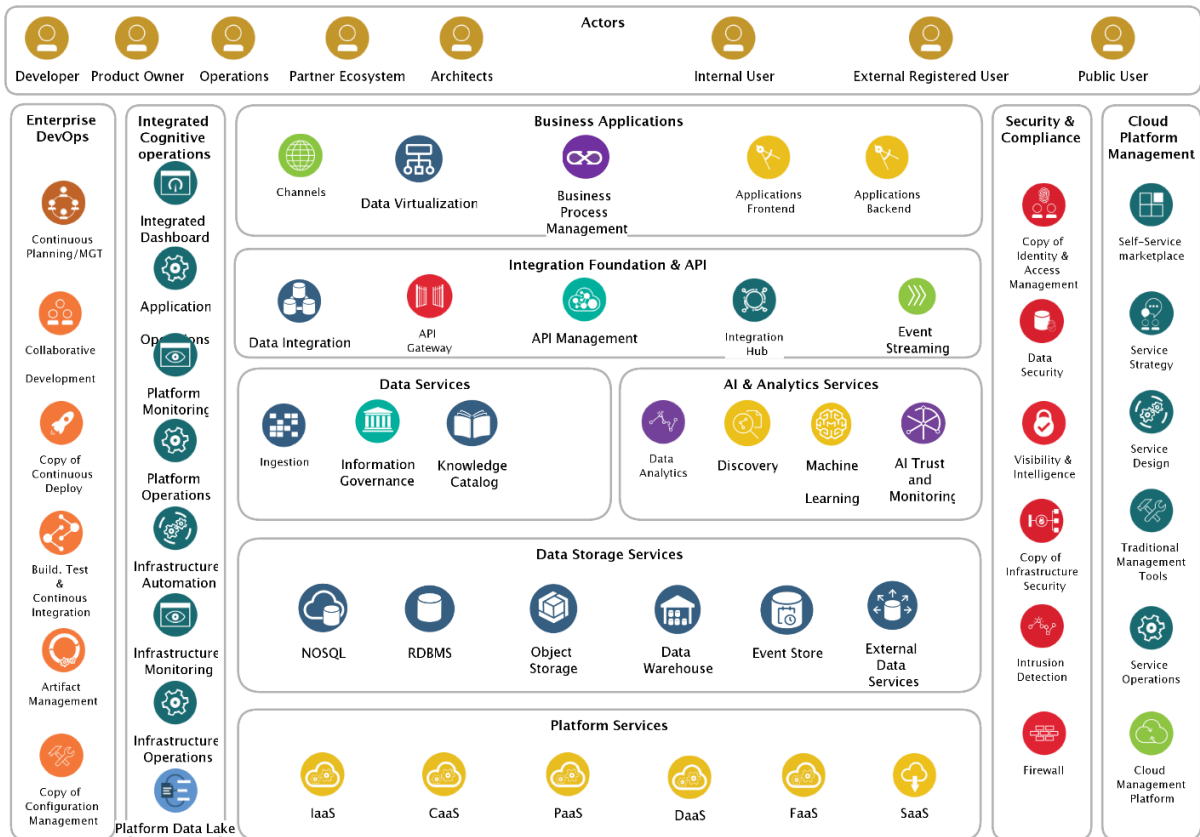 Actors
Developer
Product Owner
Operations
Partner Ecosystem
Architects
Internal User
External Registered User
Public User
Enterprise
DevOps
Continuous
Planning/MGT
Collaborative
Development
Copy of
Continuous
Deploy
Build. Test
&
Continous
Integration
Artifact
Management
Copy of
Configuration
Management
Integrated
Cognitive
operations
Integrated
Dashboard
Application
Operations
Platform
Monitoring
Platform
Operations
Infrastructure
Automation
Infrastructure
Monitoring
Infrastructure
Operations
Platform Data Lake
Business Applications
Channels
Data Virtualization
Business
Process
Management
Applications
Frontend
Applications
Backend
Integration Foundation & API
Data Integration
API
Gateway
API Management
Integration
Hub
Event
Streaming
Data Services
Ingestion
Information
Governance
Knowledge
Catalog
AI & Analytics Services
Data
Analytics
Discovery
Machine
Learning
AI Trust
and
Monitoring
Data Storage Services
NOSQL
RDBMS
Object
Storage
Data
Warehouse
Event Store
External
Data
Services
Platform Services
IaaS
CaaS
PaaS
DaaS
FaaS
SaaS
Security &
Compliance
Copy of
Identity &
Access
Management
Data
Security
Visibility &
Intelligence
Copy of
Infrastructure
Security
Intrusion
Detection
Firewall
Cloud
Platform
Management
Self-Service
marketplace
Service
Strategy
Service
Design
Traditional
Management
Tools
Service
Operations
Cloud
Management
Platform